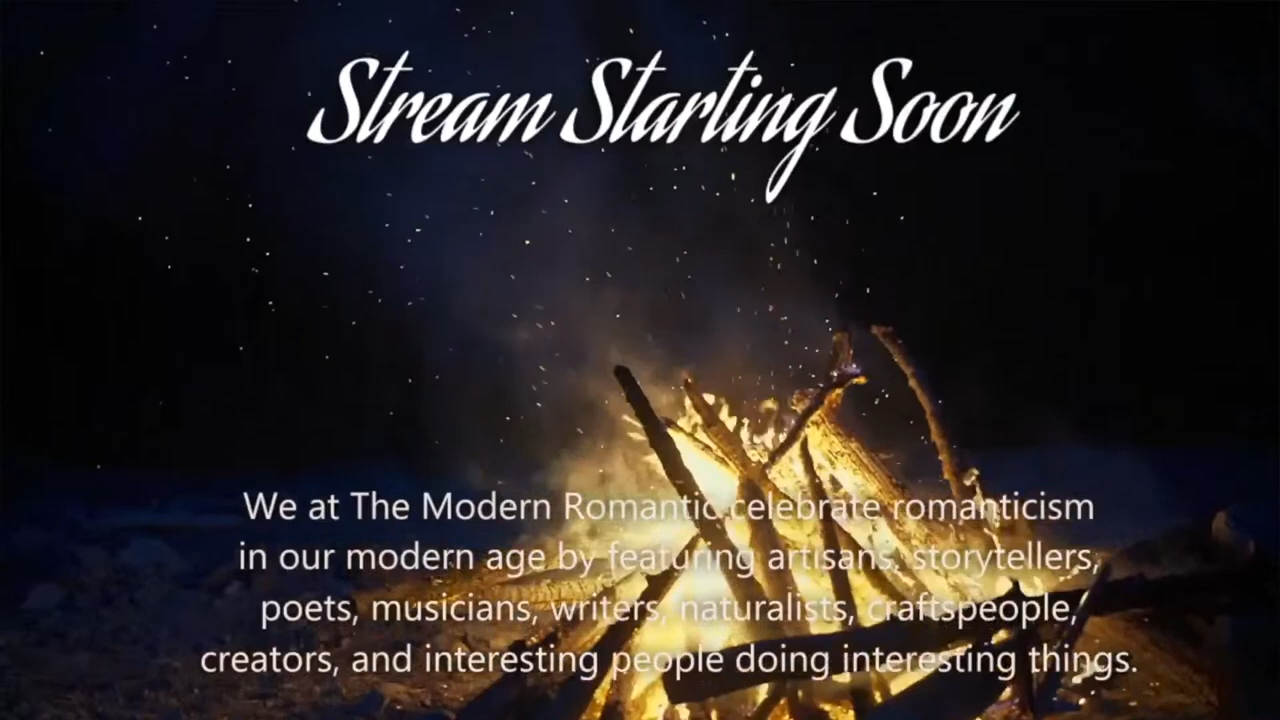 Stream Starting Soon
We at The Modern Romantic celebrate romanticism
in our modern age by featuring artisans, storytellers,
poets, musicians, writers, naturalists, craftspeople,
creators, and interesting people doing interesting things.